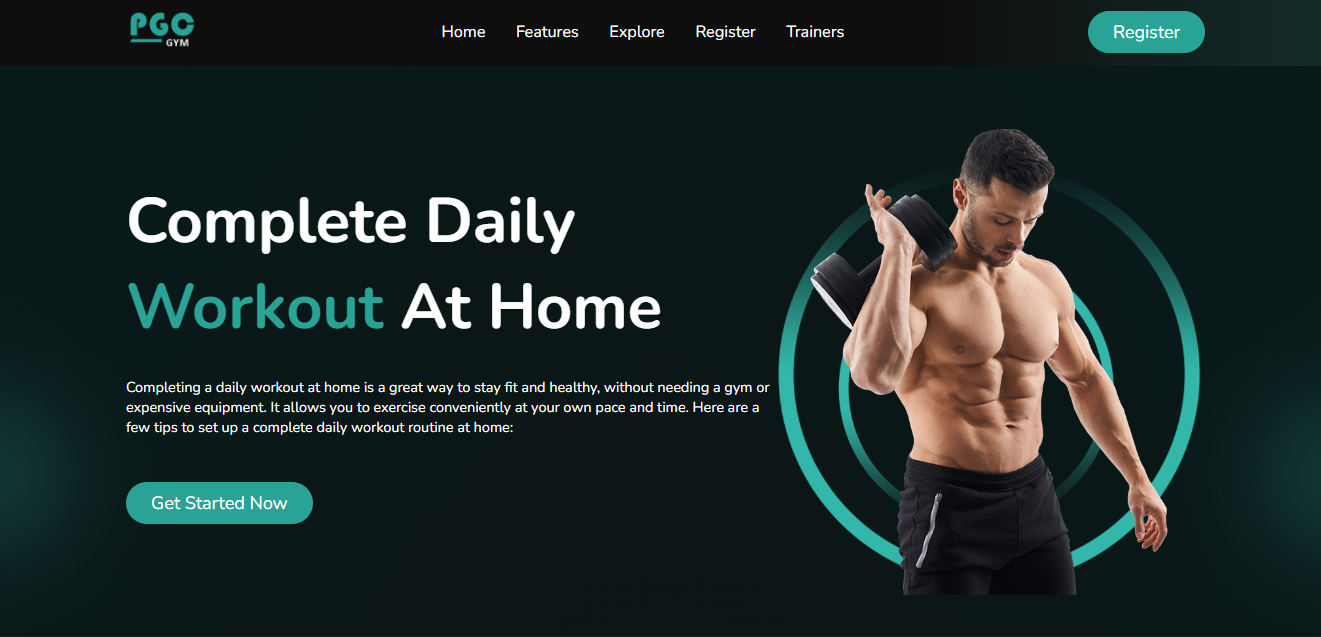 PGC
GYM
Home Features Explore Register Trainers
Register
Complete Daily
Workout At Home
Completing a daily workout at home is a great way to stay fit and healthy, without needing a gym or
expensive equipment. It allows you to exercise conveniently at your own pace and time. Here are a
few tips to set up a complete daily workout routine at home:
Get Started Now